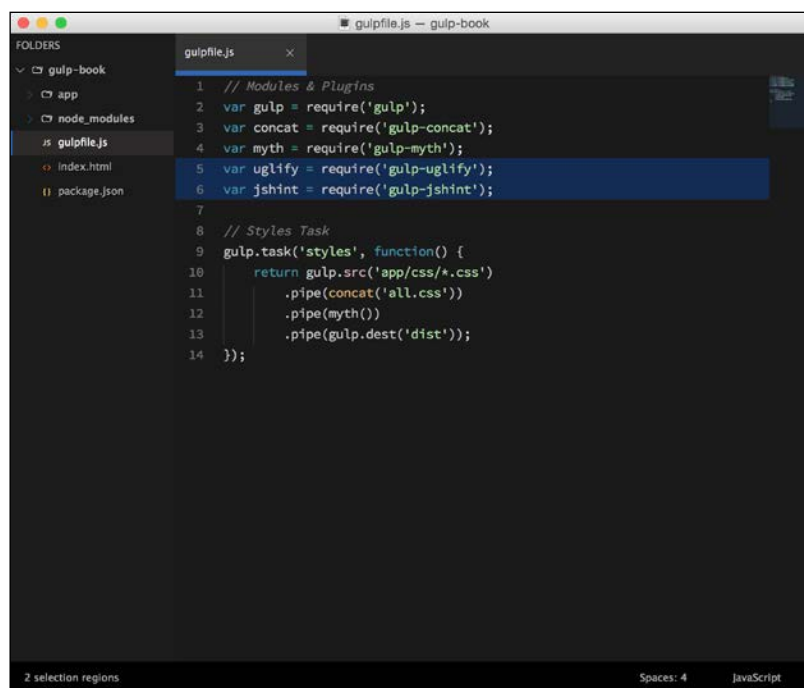 gulpfile.js — gulp-book
FOLDERS
gulp-book
app
node_modules
JS gulpfile.js
<> index.html
{} package.json
gulpfile.js ×
1 // Modules & Plugins
2 var gulp = require('gulp');
3 var concat = require('gulp-concat');
4 var myth = require('gulp-myth');
5 var uglify = require('gulp-uglify');
6 var jshint = require('gulp-jshint');
7
8 // Styles Task
9 gulp.task('styles', function() {
10     return gulp.src('app/css/*.css')
11         .pipe(concat('all.css'))
12         .pipe(myth())
13         .pipe(gulp.dest('dist'));
14 });
2 selection regions Spaces: 4 JavaScript